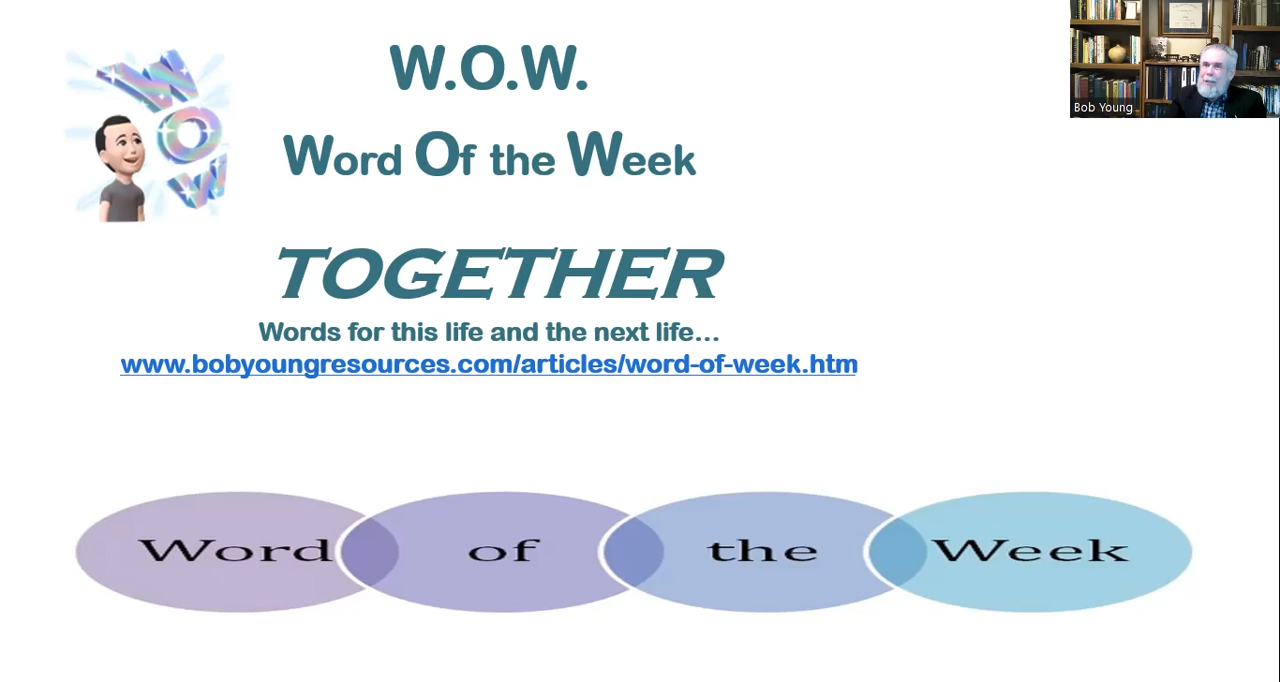 WOW
W.O.W.
Word Of the Week
TOGETHER
Words for this life and the next life...
www.bobyoungresources.com/articles/word-of-week.htm
Bob Young
Word of the Week